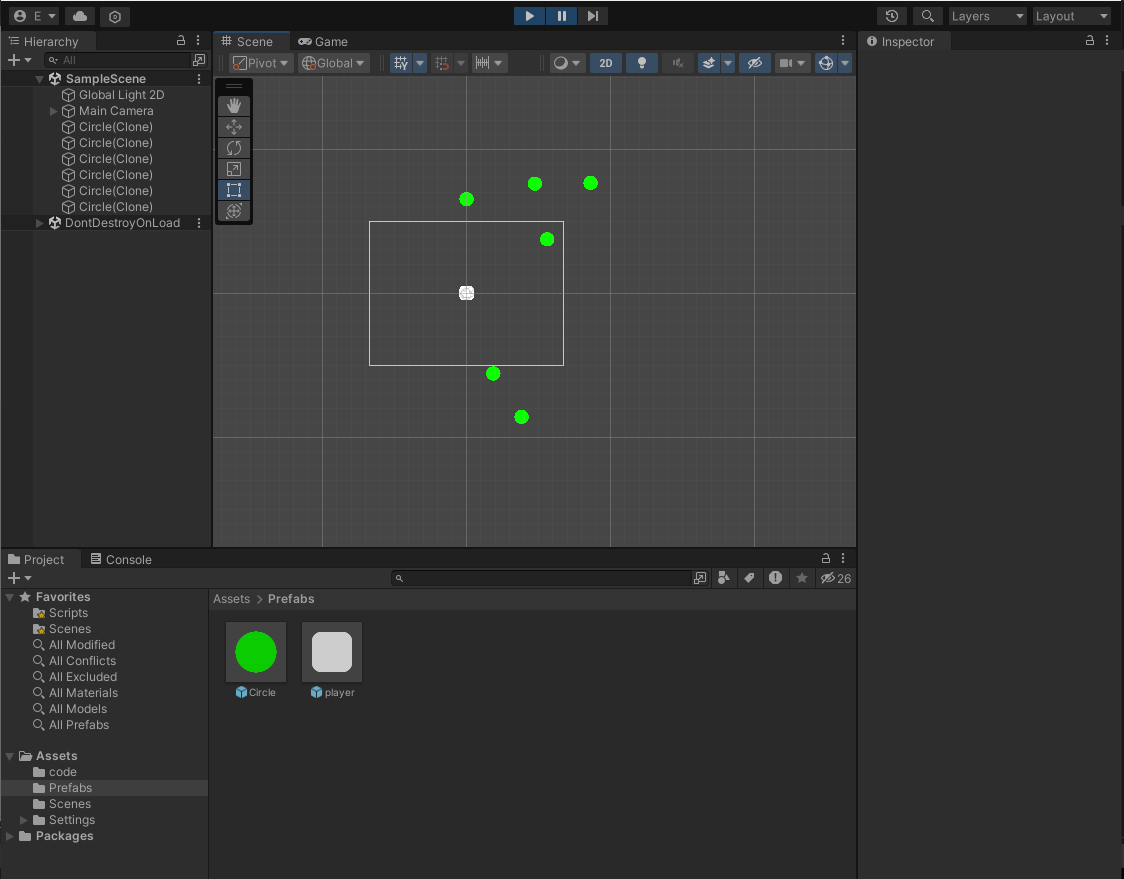 E
Layers
Layout
Hierarchy
All
SampleScene
Global Light 2D
Main Camera
Circle(Clone)
Circle(Clone)
Circle(Clone)
Circle(Clone)
Circle(Clone)
Circle(Clone)
DontDestroyOnLoad
Scene
Game
Pivot
Global
2D
Inspector
Project
Console
26
Favorites
Scripts
Scenes
All Modified
All Conflicts
All Excluded
All Materials
All Models
All Prefabs
Assets
code
Prefabs
Scenes
Settings
Packages
Assets > Prefabs
Circle
player